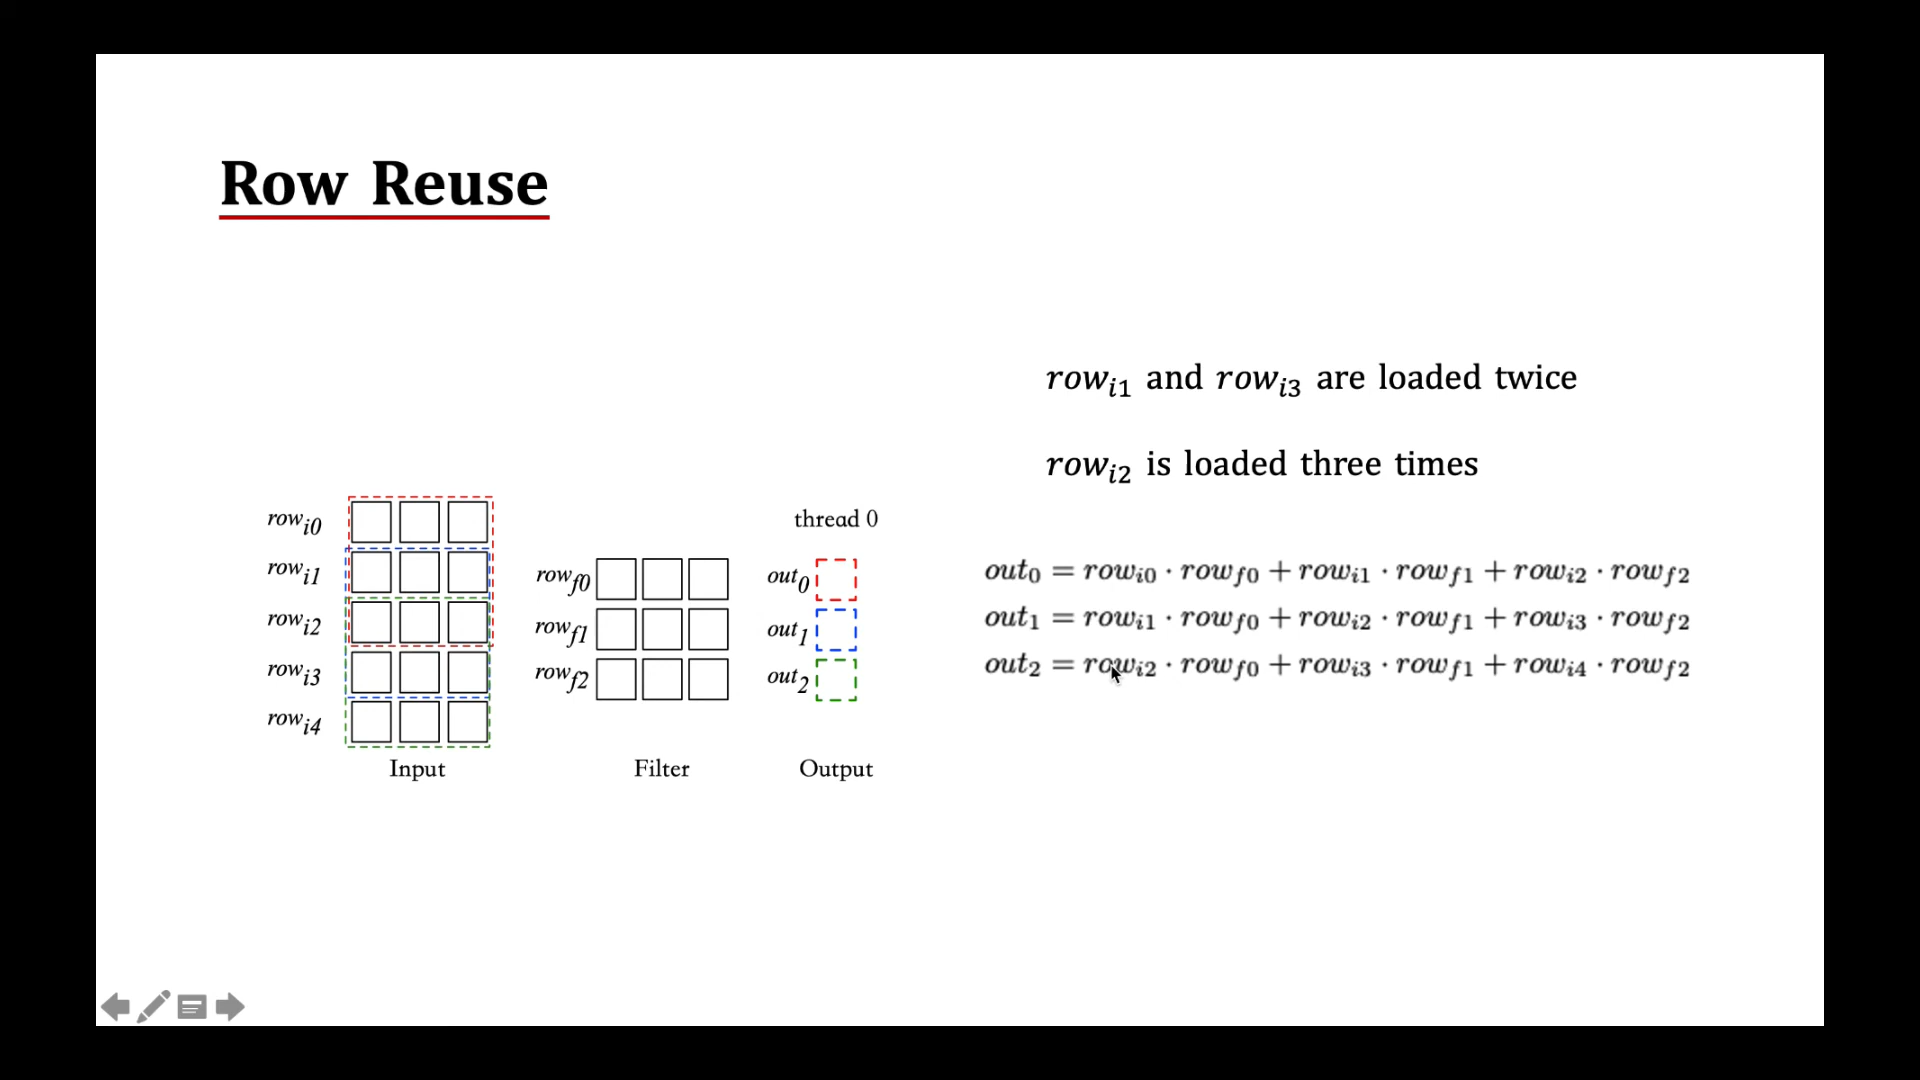 Row Reuse
row_i1 and row_i3 are loaded twice
row_i2 is loaded three times
row_i0
row_i1
row_i2
row_i3
row_i4
Input
row_f0
row_f1
row_f2
Filter
thread 0
out_0
out_1
out_2
Output
out_0 = row_i0 · row_f0 + row_i1 · row_f1 + row_i2 · row_f2
out_1 = row_i1 · row_f0 + row_i2 · row_f1 + row_i3 · row_f2
out_2 = row_i2 · row_f0 + row_i3 · row_f1 + row_i4 · row_f2